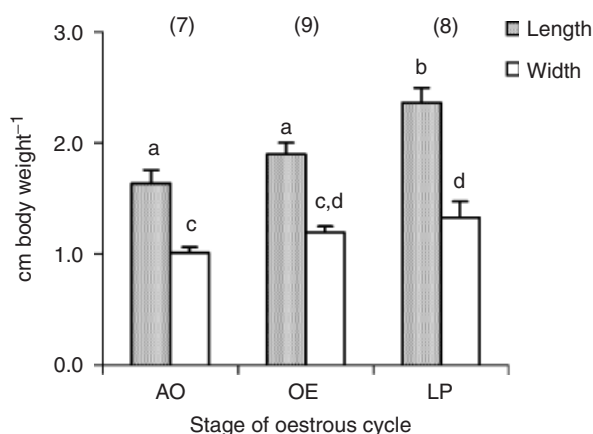 3.0
(7)
(9)
(8)
Length
Width
b
a
a
2.0
c,d
d
c
1.0
0.0
cm body weight⁻¹
AO
OE
LP
Stage of oestrous cycle